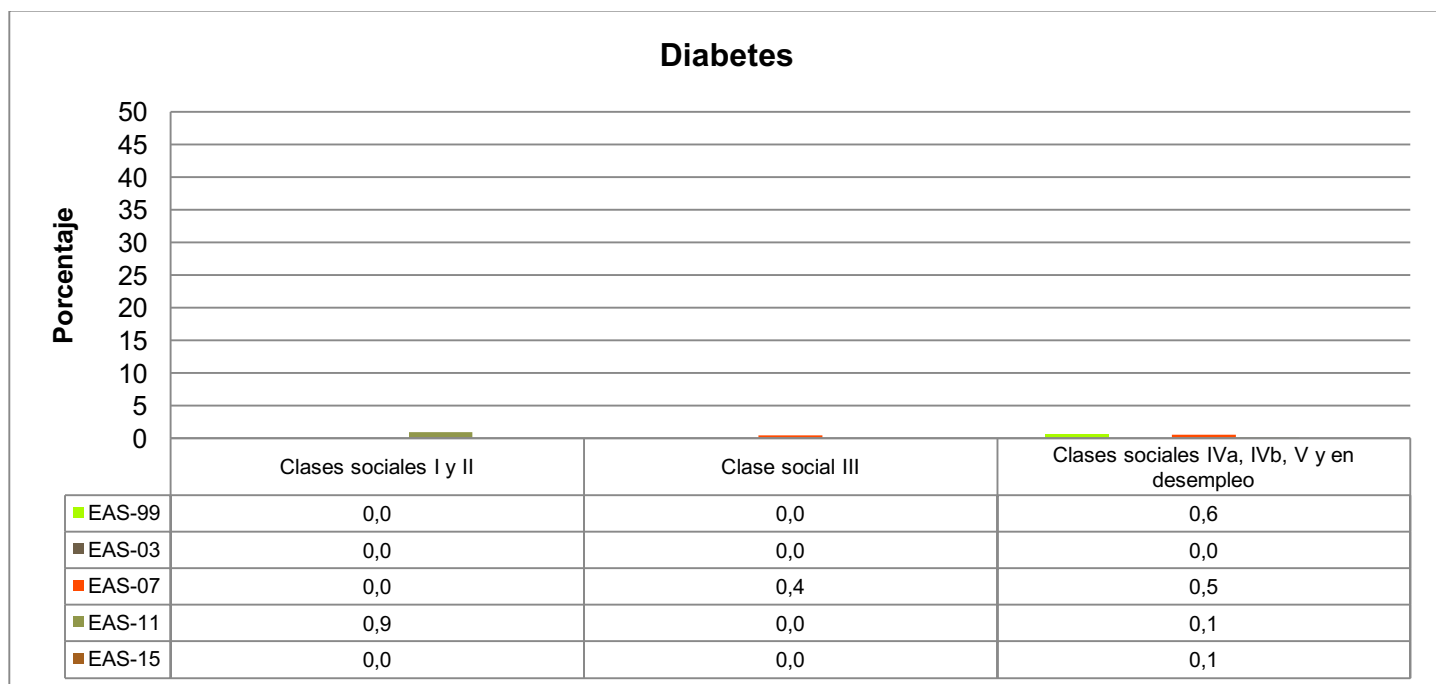 Diabetes
Porcentaje
50
45
40
35
30
25
20
15
10
5
0
Clases sociales I y II
Clase social III
Clases sociales IVa, IVb, V y en
desempleo
EAS-99 0,0 0,0 0,6
EAS-03 0,0 0,0 0,0
EAS-07 0,0 0,4 0,5
EAS-11 0,9 0,0 0,1
EAS-15 0,0 0,0 0,1